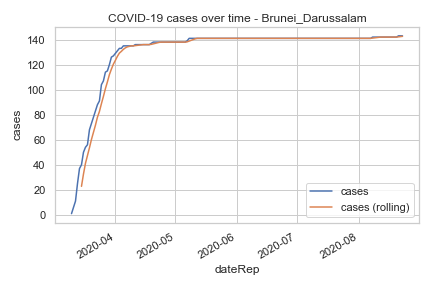 COVID-19 cases over time - Brunei_Darussalam
cases
140
120
100
80
60
40
20
0
cases
cases (rolling)
2020-04
2020-05
2020-06
2020-07
2020-08
dateRep